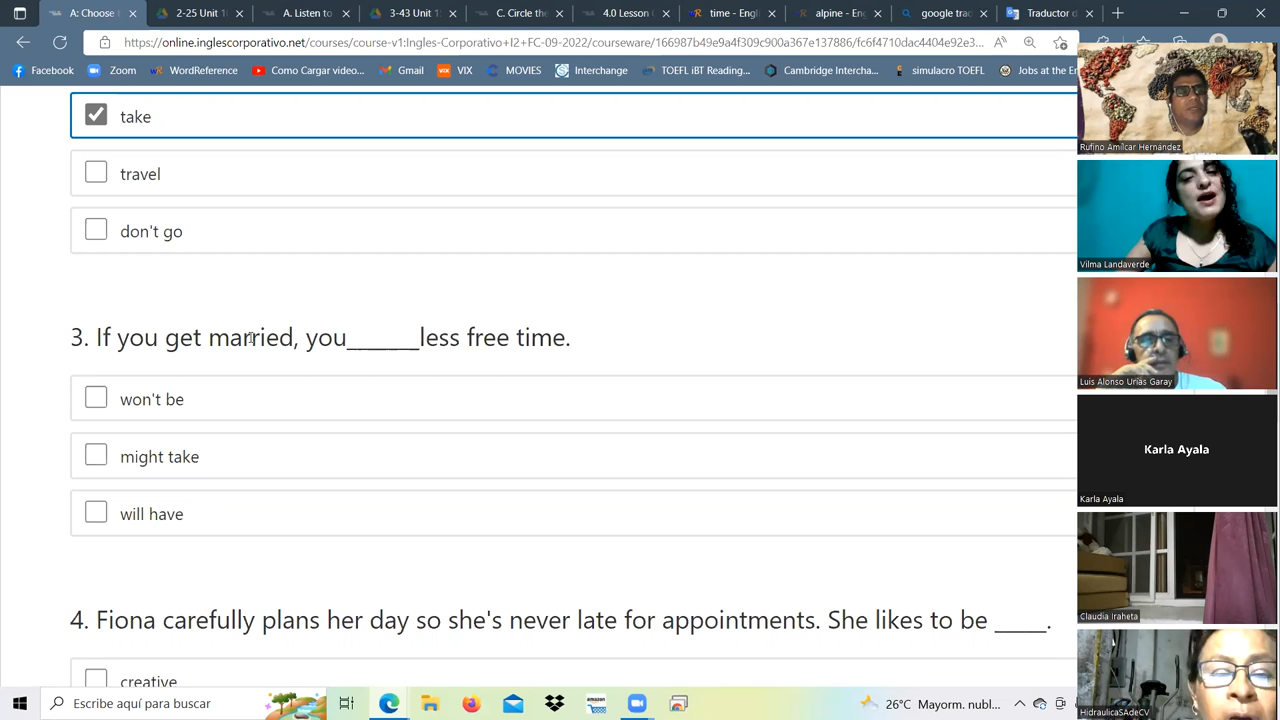 A: Choose t
2-25 Unit 1
A. Listen to
3-43 Unit 1
C. Circle the
4.0 Lesson
time - Engli
alpine - Eng
google trad
Traductor d
https://online.inglescorporativo.net/courses/course-v1:Ingles-Corporativo+I2+FC-09-2022/courseware/166987b49e9a4f309c900a367e137886/fc6f4710dac4404e92e3...
Facebook
Zoom
WordReference
Como Cargar video...
Gmail
VIX
MOVIES
Interchange
TOEFL iBT Reading...
Cambridge Intercha...
simulacro TOEFL
Jobs at the En
take
travel
don't go
3. If you get married, you_______less free time.
won't be
might take
will have
4. Fiona carefully plans her day so she's never late for appointments. She likes to be _____.
creative
Rufino Amílcar Hernández
Vilma Landaverde
Luis Alonso Urias Garay
Karla Ayala
Karla Ayala
Claudia Iraheta
HidraulicaSAdeCV
Escribe aquí para buscar
26°C Mayorm. nubl...